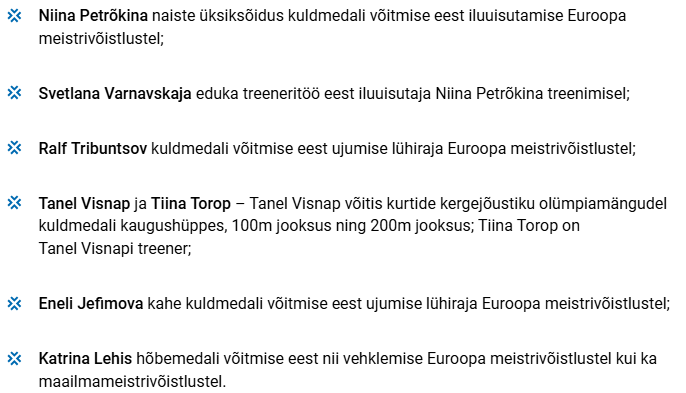 Niina Petrõkina naiste üksiksõidus kuldmedali võitmise eest iluuisutamise Euroopa
meistrivõistlustel;
Svetlana Varnavskaja eduka treeneritöö eest iluuisutaja Niina Petrõkina treenimisel;
Ralf Tribuntsov kuldmedali võitmise eest ujumise lühiraja Euroopa meistrivõistlustel;
Tanel Visnap ja Tiina Torop – Tanel Visnap võitis kurtide kergejõustiku olümpiamängudel
kuldmedali kaugushüppes, 100m jooksus ning 200m jooksus; Tiina Torop on
Tanel Visnapi treener;
Eneli Jefimova kahe kuldmedali võitmise eest ujumise lühiraja Euroopa meistrivõistlustel;
Katrina Lehis hõbemedali võitmise eest nii vehklemise Euroopa meistrivõistlustel kui ka
maailmameistrivõistlustel.